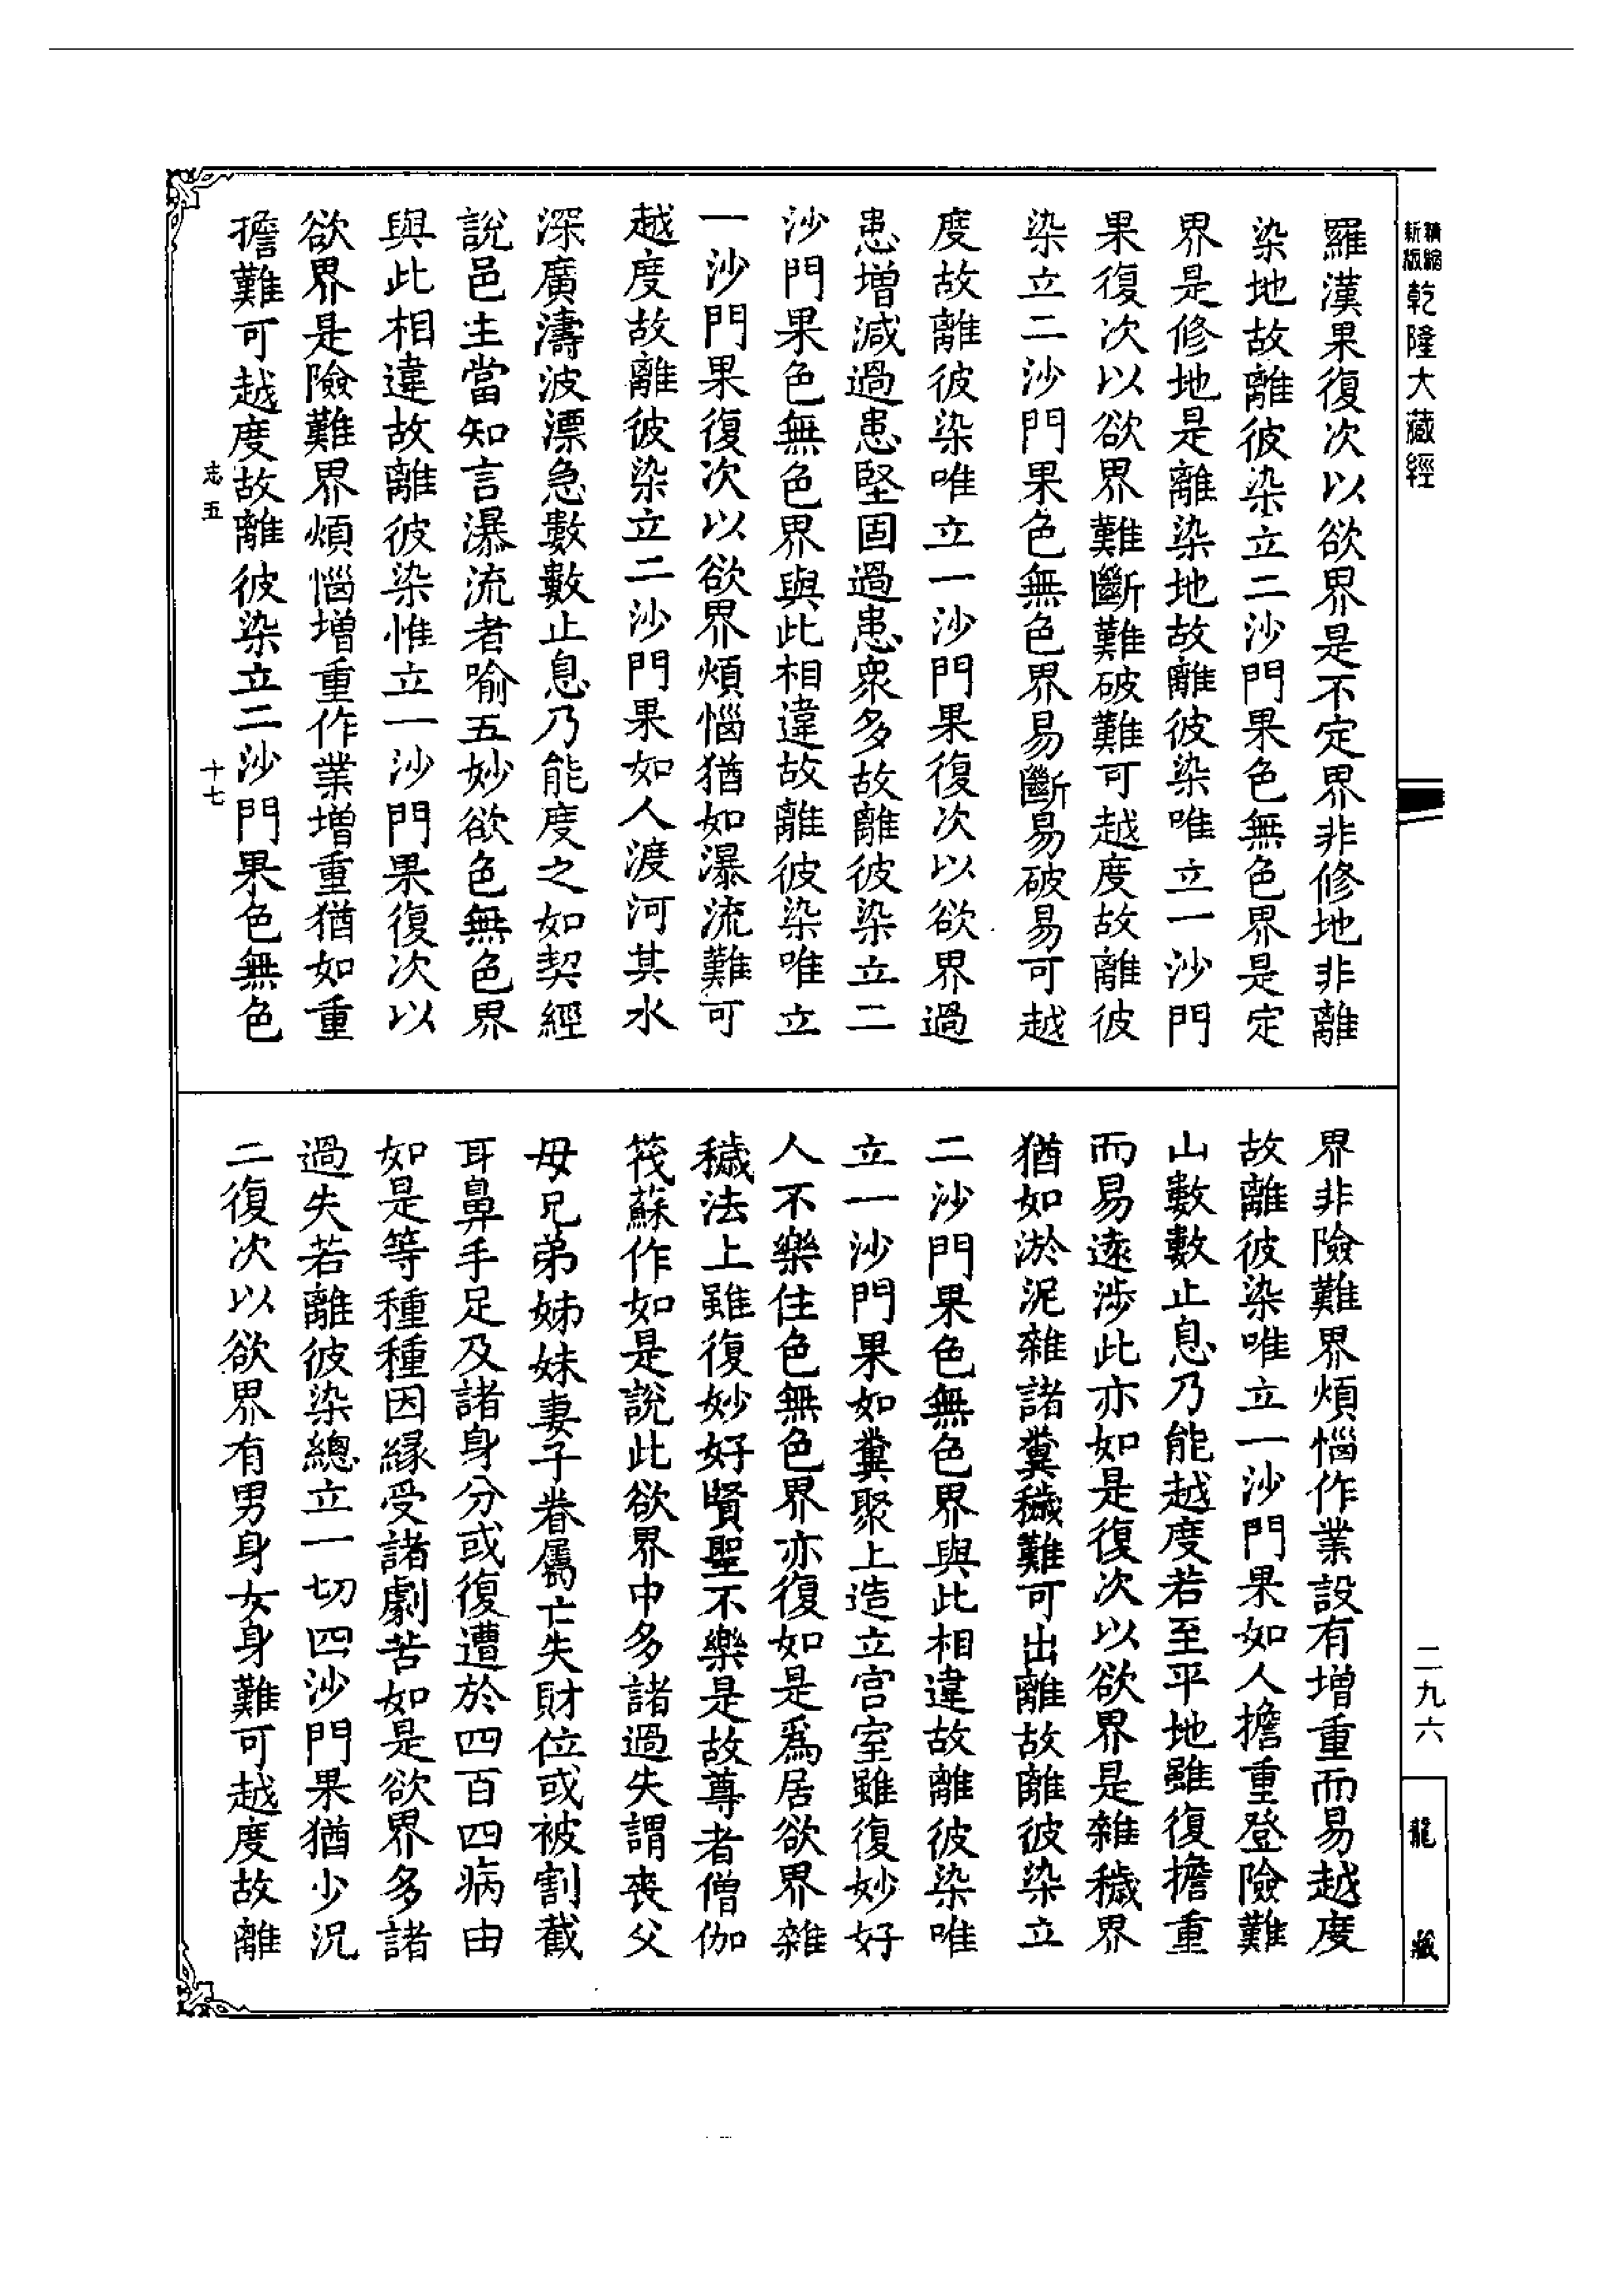 精縮新版乾隆大藏經
羅漢果復次以欲界是不定界非修地非離
染地故離彼染立二沙門果色無色界是定
界是修地是離染地故離彼染唯立一沙門
果復次以欲界難斷難破難可越度故離彼
染立二沙門果色無色界易斷易破易可越
度故離彼染唯立一沙門果復次以欲界過
患增減過患堅固過患衆多故離彼染立二
沙門果色無色界與此相違故離彼染唯立
一沙門果復次以欲界煩惱猶如瀑流難可
越度故離彼染立二沙門果如人渡河其水
深廣濤波漂急數數止息乃能度之如契經
說邑主當知言瀑流者喻五妙欲色無色界
與此相違故離彼染惟立一沙門果復次以
欲界是險難界煩惱增重作業增重猶如重
擔難可越度故離彼染立二沙門果色無色
志五
十七
界非險難界煩惱作業設有增重而易越度
故離彼染唯立一沙門果如人擔重登險難
山數數止息乃能越度若至平地雖復擔重
而易遠涉此亦如是復次以欲界是雜穢界
猶如淤泥雜諸糞穢難可出離故離彼染立
二沙門果色無色界與此相違故離彼染唯
立一沙門果如糞聚上造立宮室雖復妙好
人不樂住色無色界亦復如是爲居欲界雜
穢法上雖復妙好賢聖不樂是故尊者僧伽
筏蘇作如是說此欲界中多諸過失謂喪父
母兄弟姊妹妻子眷屬亡失財位或被割截
耳鼻手足及諸身分或復遭於四百四病由
如是等種種因緣受諸劇苦如是欲界多諸
過失若離彼染總立一切四沙門果猶少況
二復次以欲界有男身女身難可越度故離
二九六
龍藏